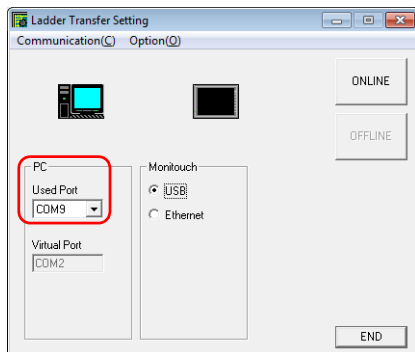 Ladder Transfer Setting
Communication(C) Option(O)
ONLINE
OFFLINE
PC
Used Port
COM9
Virtual Port
COM2
Monitouch
USB
Ethernet
END